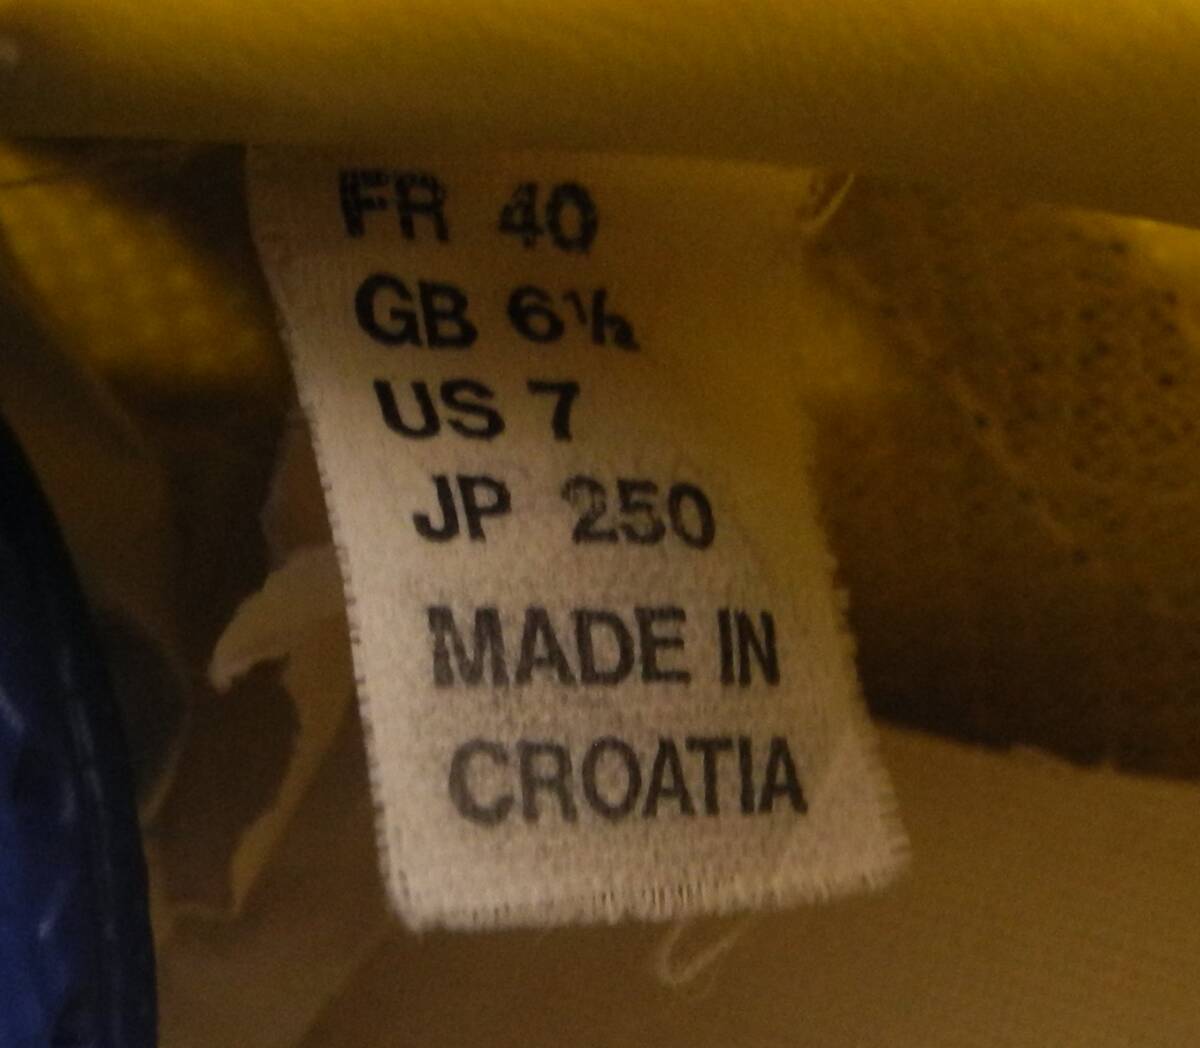 FR 40
GB 6½
US 7
JP 250
MADE IN
CROATIA